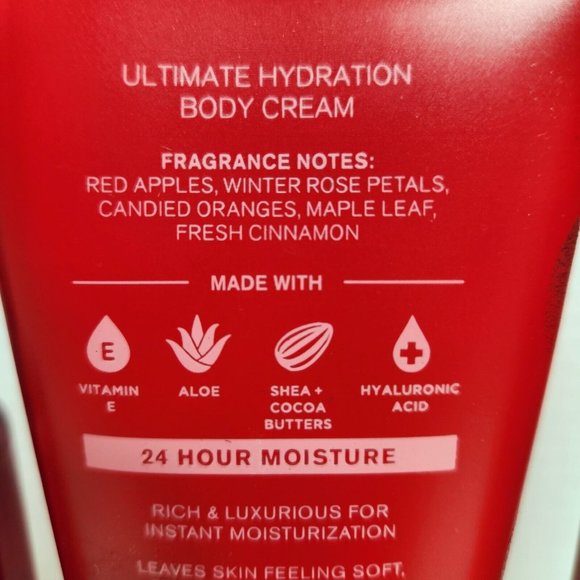 ULTIMATE HYDRATION
BODY CREAM
FRAGRANCE NOTES:
RED APPLES, WINTER ROSE PETALS,
CANDIED ORANGES, MAPLE LEAF,
FRESH CINNAMON
MADE WITH
E
VITAMIN
E
ALOE
SHEA +
COCOA
BUTTERS
HYALURONIC
ACID
24 HOUR MOISTURE
RICH & LUXURIOUS FOR
INSTANT MOISTURIZATION
LEAVES SKIN FEELING SOFT,